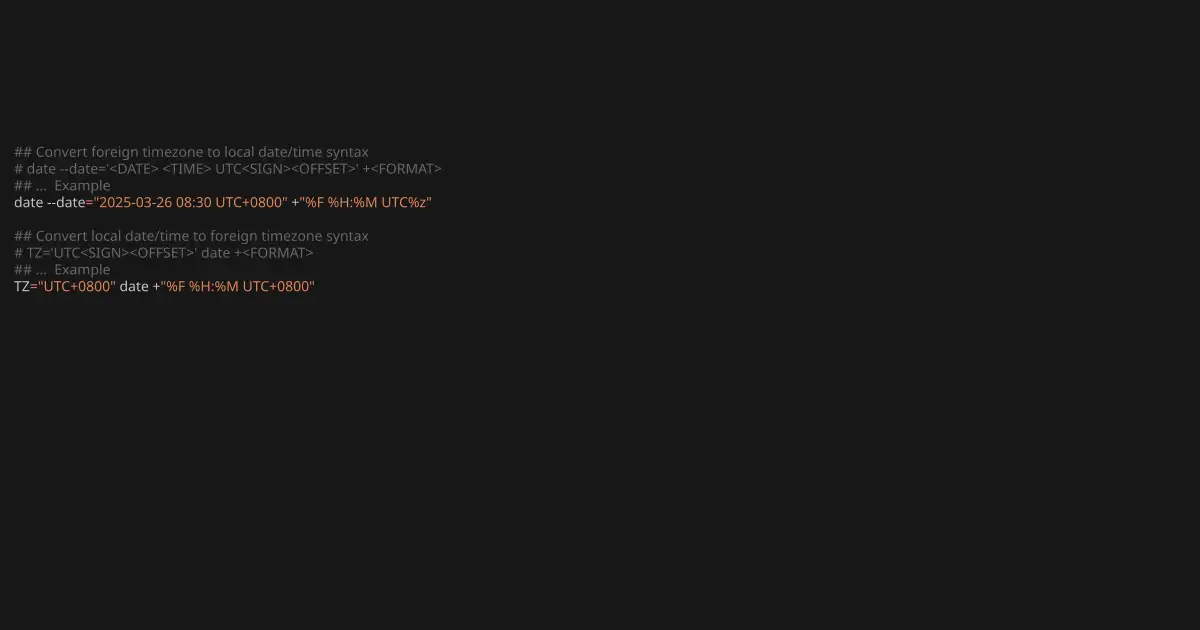 ## Convert foreign timezone to local date/time syntax
# date --date='<DATE> <TIME> UTC<SIGN><OFFSET>' +<FORMAT>
## ...  Example
date --date="2025-03-26 08:30 UTC+0800" +"%F %H:%M UTC%z"
## Convert local date/time to foreign timezone syntax
# TZ='UTC<SIGN><OFFSET>' date +<FORMAT>
## ...  Example
TZ="UTC+0800" date +"%F %H:%M UTC+0800"